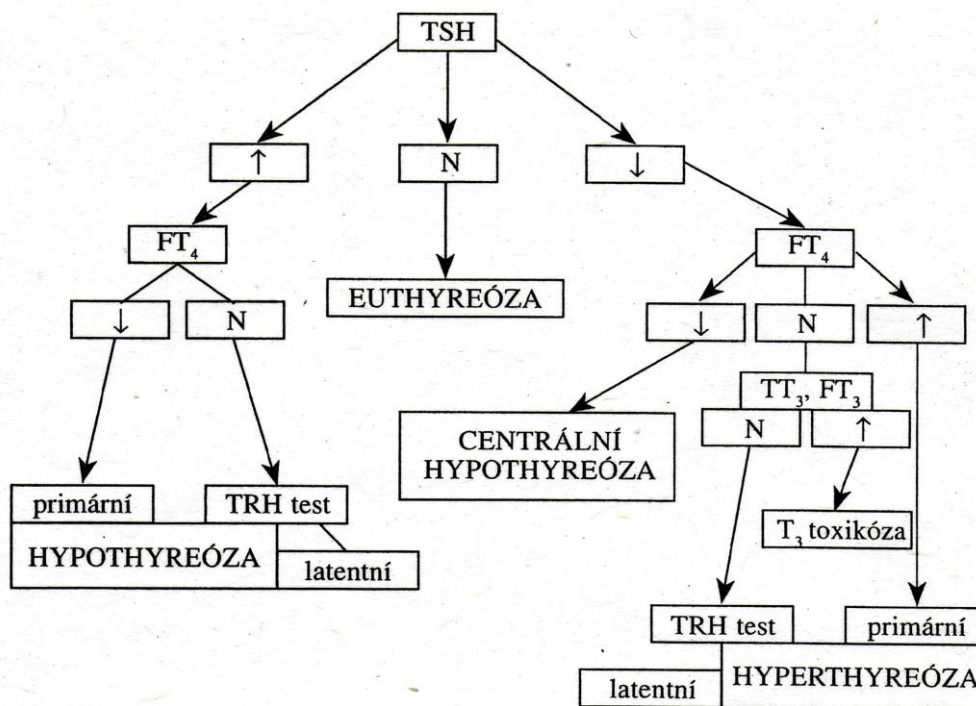 TSH
↑
N
↓
FT₄
FT₄
EUTHYREÓZA
↓
N
↓
N
↑
TT₃, FT₃
CENTRÁLNÍ
HYPOTHYREÓZA
N
↑
primární
TRH test
T₃ toxikóza
HYPOTHYREÓZA
latentní
TRH test
primární
HYPERTHYREÓZA
latentní